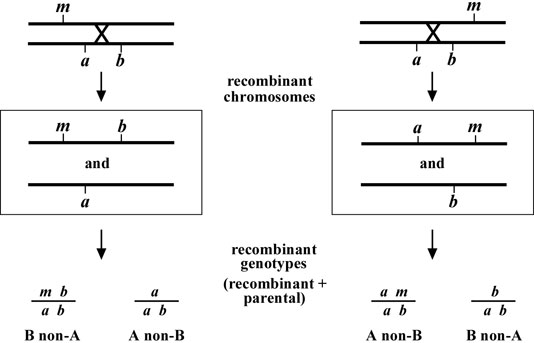 m
m
a b
a b
recombinant
chromosomes
m b
and
a
a m
and
b
recombinant
genotypes
(recombinant +
parental)
m b
a b
B non-A
a
a b
A non-B
a m
a b
A non-B
b
a b
B non-A